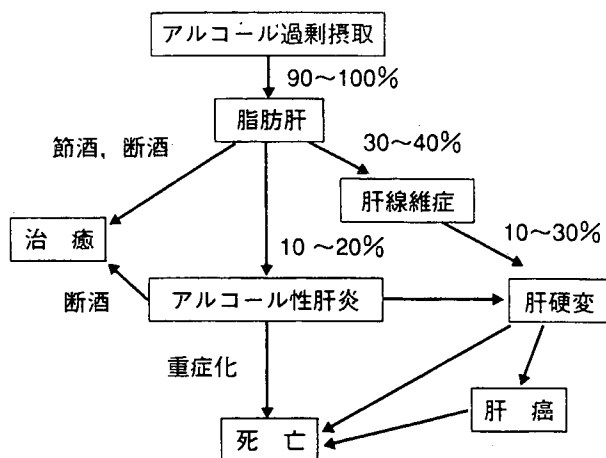 アルコール過剰摂取
90～100%
脂肪肝
節酒，断酒
30～40%
肝線維症
治　癒
10～20%
10～30%
断酒
アルコール性肝炎
肝硬変
重症化
肝　癌
死　亡